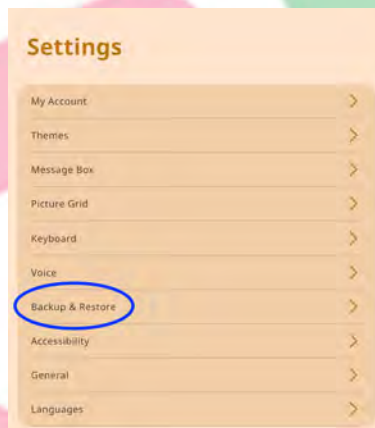 Settings
My Account
Themes
Message Box
Picture Grid
Keyboard
Voice
Backup & Restore
Accessibility
General
Languages